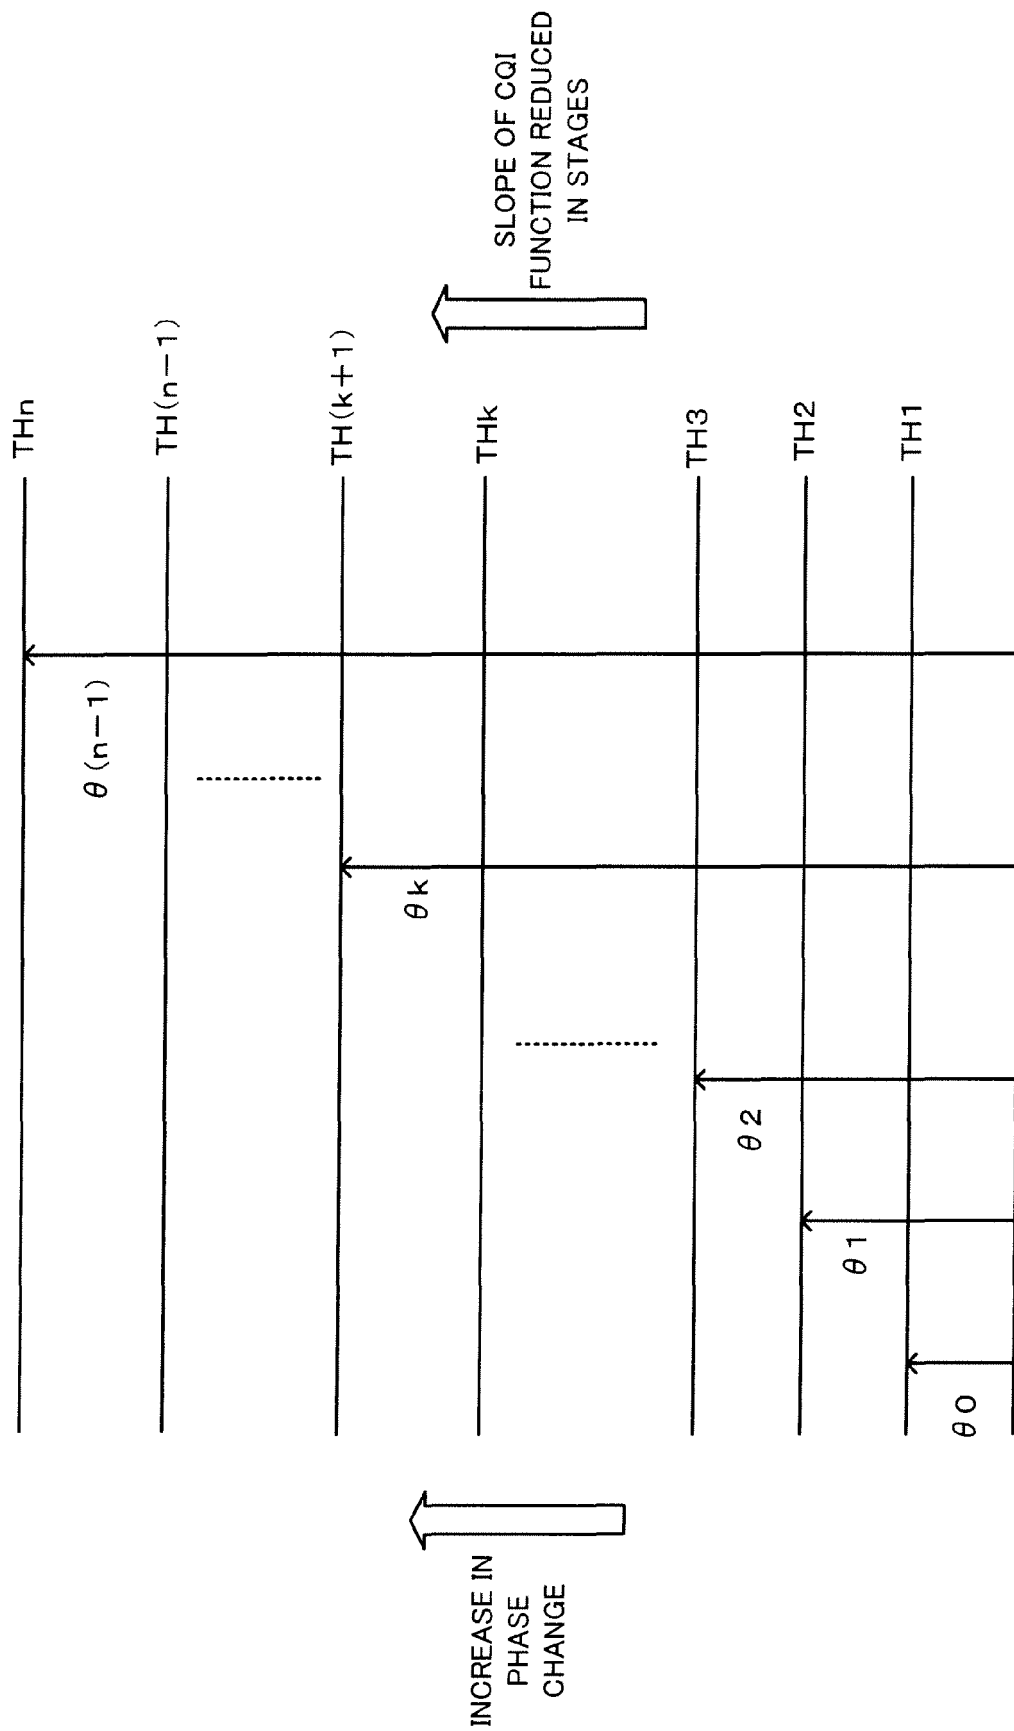 THn
TH(n−1)
TH(k+1)
THk
TH3
TH2
TH1
θ(n−1)
θk
θ2
θ1
θ0
INCREASE IN
PHASE
CHANGE
SLOPE OF CQI
FUNCTION REDUCED
IN STAGES